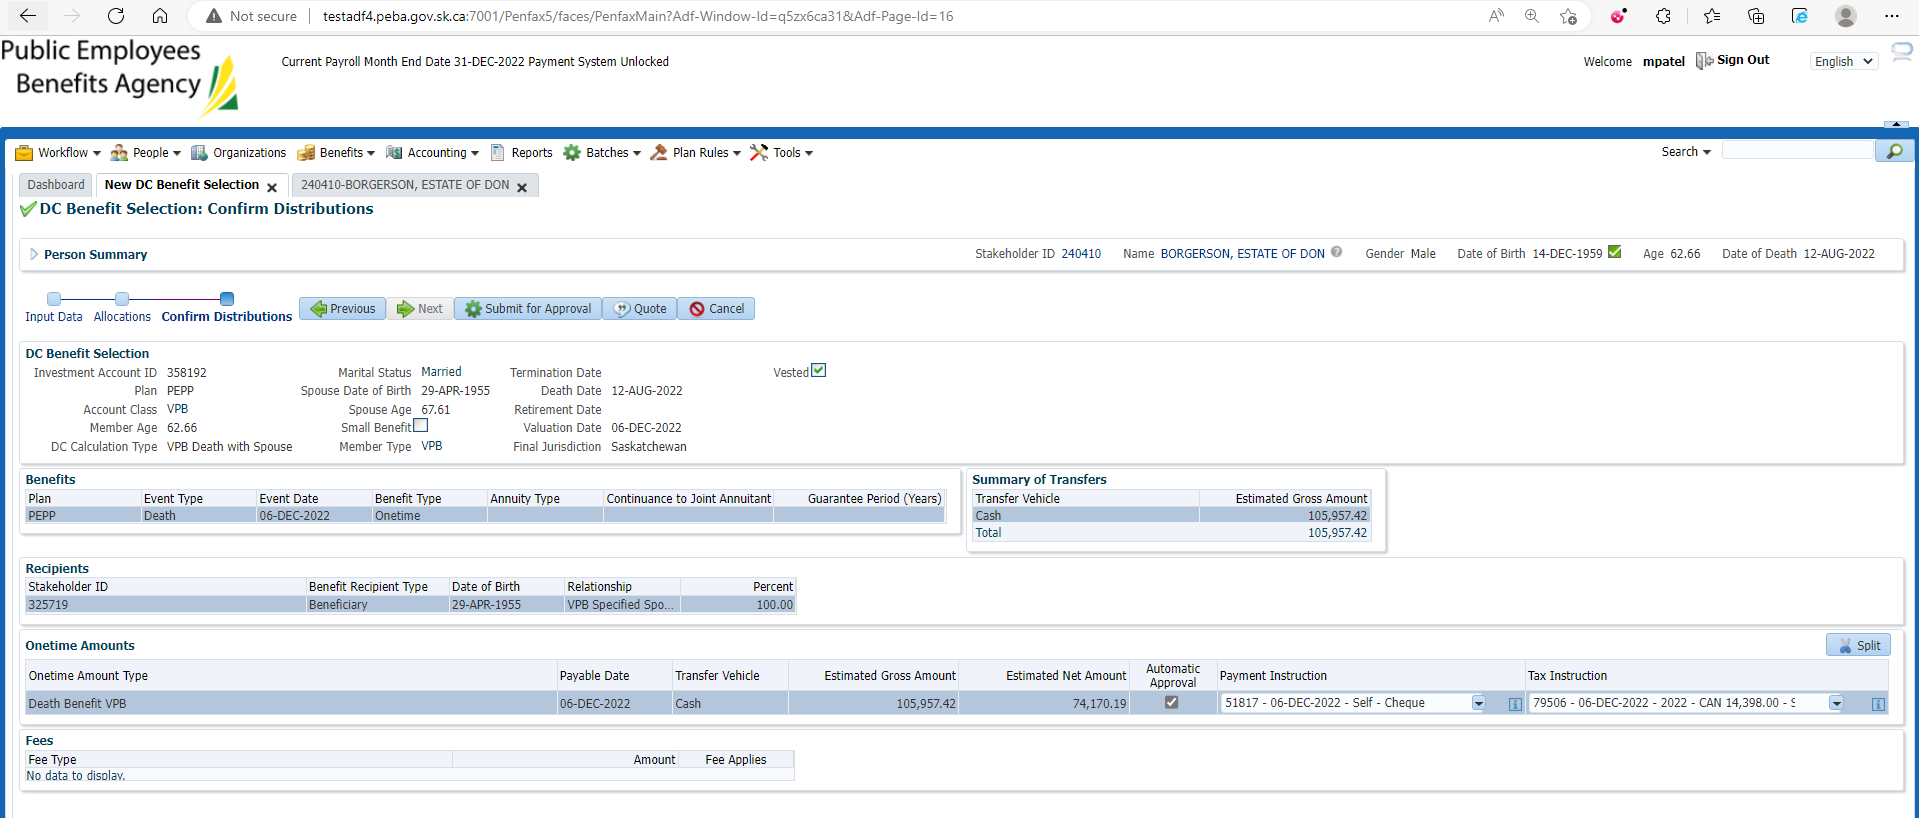 Not secure testadf4.peba.gov.sk.ca:7001/Penfax5/faces/PenfaxMain?Adf-Window-Id=q5zx6ca31&Adf-Page-Id=16
Public Employees
Benefits Agency
Current Payroll Month End Date 31-DEC-2022 Payment System Unlocked
Welcome mpatel Sign Out English
Workflow People Organizations Benefits Accounting Reports Batches Plan Rules Tools Search
Dashboard New DC Benefit Selection 240410-BORGERSON, ESTATE OF DON
DC Benefit Selection: Confirm Distributions
Person Summary Stakeholder ID 240410 Name BORGERSON, ESTATE OF DON Gender Male Date of Birth 14-DEC-1959 Age 62.66 Date of Death 12-AUG-2022
Input Data Allocations Confirm Distributions Previous Next Submit for Approval Quote Cancel
DC Benefit Selection
Investment Account ID 358192 Marital Status Married Termination Date Vested
Plan PEPP Spouse Date of Birth 29-APR-1955 Death Date 12-AUG-2022
Account Class VPB Spouse Age 67.61 Retirement Date
Member Age 62.66 Small Benefit Valuation Date 06-DEC-2022
DC Calculation Type VPB Death with Spouse Member Type VPB Final Jurisdiction Saskatchewan
Benefits
Plan Event Type Event Date Benefit Type Annuity Type Continuance to Joint Annuitant Guarantee Period (Years)
PEPP Death 06-DEC-2022 Onetime
Summary of Transfers
Transfer Vehicle Estimated Gross Amount
Cash 105,957.42
Total 105,957.42
Recipients
Stakeholder ID Benefit Recipient Type Date of Birth Relationship Percent
325719 Beneficiary 29-APR-1955 VPB Specified Spo... 100.00
Onetime Amounts Split
Onetime Amount Type Payable Date Transfer Vehicle Estimated Gross Amount Estimated Net Amount Automatic Approval Payment Instruction Tax Instruction
Death Benefit VPB 06-DEC-2022 Cash 105,957.42 74,170.19 51817 - 06-DEC-2022 - Self - Cheque 79506 - 06-DEC-2022 - 2022 - CAN 14,398.00 - S
Fees
Fee Type Amount Fee Applies
No data to display.